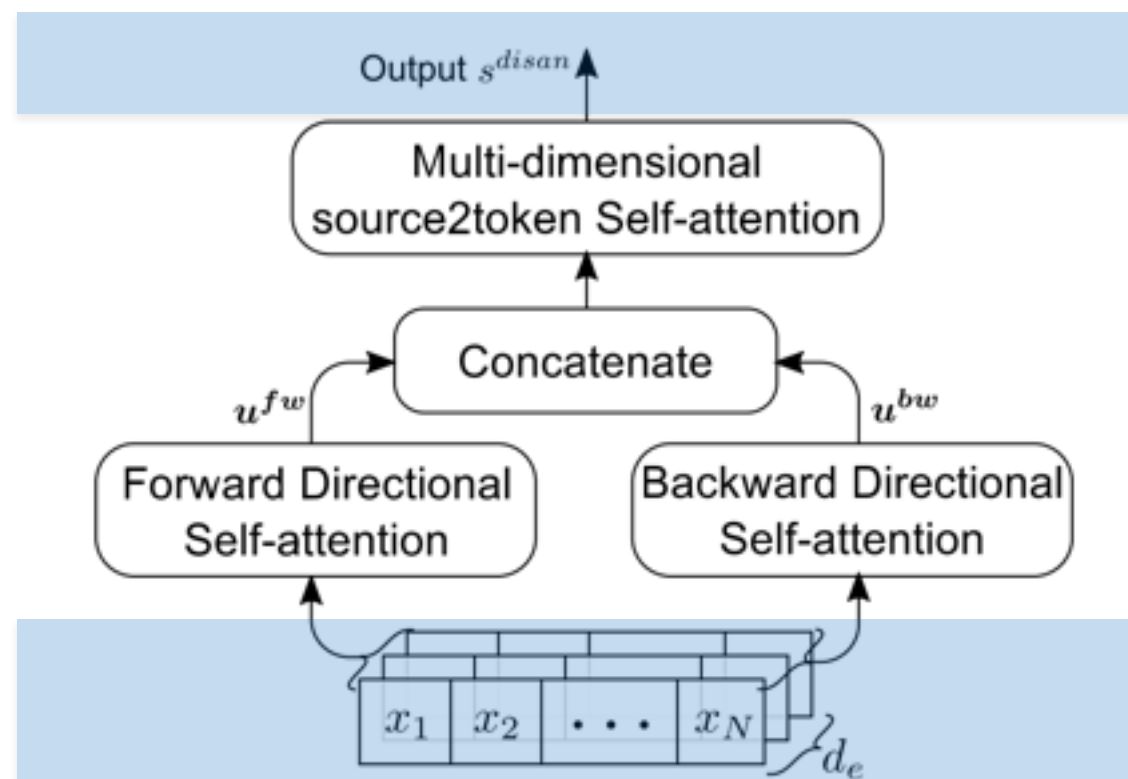 Output $s^{disan}$
Multi-dimensional
source2token Self-attention
Concatenate
$u^{fw}$
$u^{bw}$
Forward Directional
Self-attention
Backward Directional
Self-attention
$x_1$ $x_2$ ... $x_N$
$d_e$